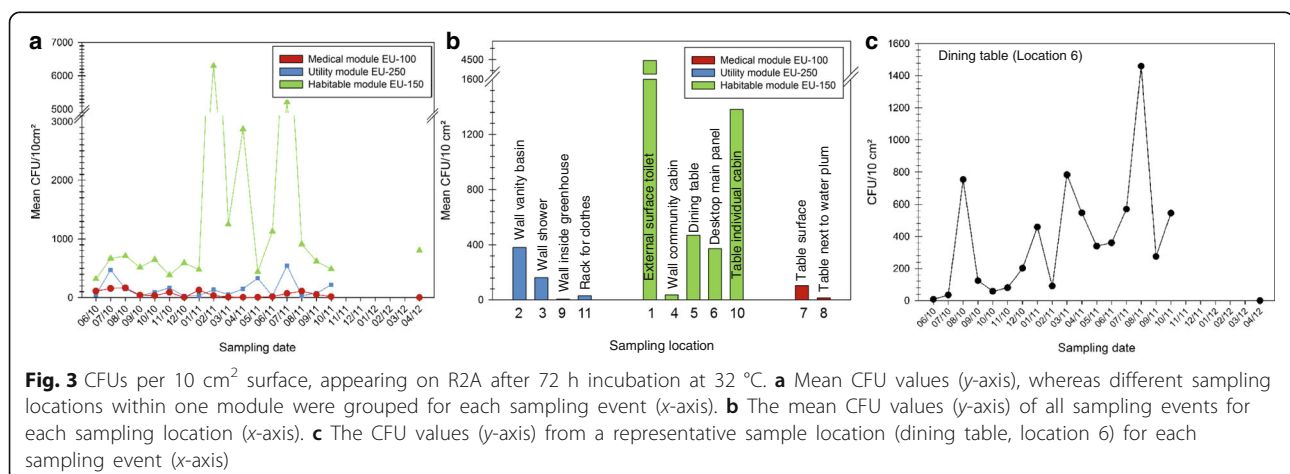 a
7000
6000
5000
3000
2000
1000
0
Mean CFU/10cm²
Medical module EU-100
Utility module EU-250
Habitable module EU-150
06/10
07/10
08/10
09/10
10/10
11/10
12/10
01/11
02/11
03/11
04/11
05/11
06/11
07/11
08/11
09/11
10/11
11/11
12/11
01/12
02/12
03/12
04/12
Sampling date
b
4500
1600
1200
800
400
0
Mean CFU/10 cm²
Medical module EU-100
Utility module EU-250
Habitable module EU-150
Wall vanity basin
Wall shower
Wall inside greenhouse
Rack for clothes
External surface toilet
Wall community cabin
Dining table
Desktop main panel
Table individual cabin
Table surface
Table next to water plum
2 3 9 11 1 4 5 6 10 7 8
Sampling location
c
Dining table (Location 6)
1600
1400
1200
1000
800
600
400
200
0
CFU/10 cm²
06/10
07/10
08/10
09/10
10/10
11/10
12/10
01/11
02/11
03/11
04/11
05/11
06/11
07/11
08/11
09/11
10/11
11/11
12/11
01/12
02/12
03/12
04/12
Sampling date
Fig. 3 CFUs per 10 cm² surface, appearing on R2A after 72 h incubation at 32 °C. a Mean CFU values (y-axis), whereas different sampling
locations within one module were grouped for each sampling event (x-axis). b The mean CFU values (y-axis) of all sampling events for
each sampling location (x-axis). c The CFU values (y-axis) from a representative sample location (dining table, location 6) for each
sampling event (x-axis)